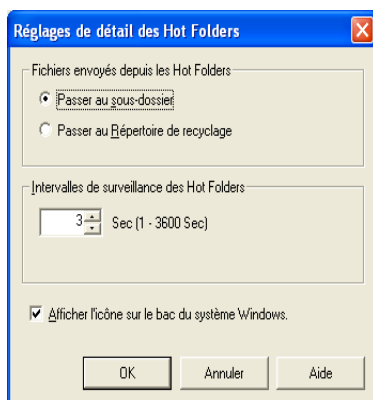 Réglages de détail des Hot Folders
Fichiers envoyés depuis les Hot Folders
Passer au sous-dossier
Passer au Répertoire de recyclage
Intervalles de surveillance des Hot Folders
3 Sec (1 - 3600 Sec)
Afficher l'icône sur le bac du système Windows.
OK Annuler Aide